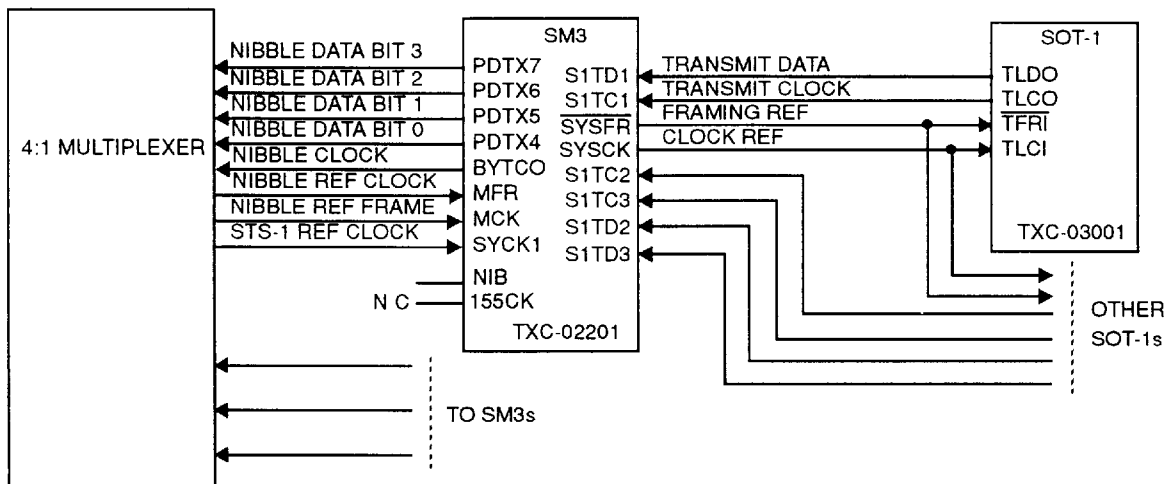 SM3
SOT-1
4:1 MULTIPLEXER
NIBBLE DATA BIT 3
NIBBLE DATA BIT 2
NIBBLE DATA BIT 1
NIBBLE DATA BIT 0
NIBBLE CLOCK
NIBBLE REF CLOCK
NIBBLE REF FRAME
STS-1 REF CLOCK
N C
PDTX7
PDTX6
PDTX5
PDTX4
BYTCO
MFR
MCK
SYCK1
NIB
155CK
S1TD1
S1TC1
SYSFR
SYSCK
S1TC2
S1TC3
S1TD2
S1TD3
TXC-02201
TRANSMIT DATA
TRANSMIT CLOCK
FRAMING REF
CLOCK REF
TLDO
TLCO
TFRI
TLCI
TXC-03001
OTHER
SOT-1s
TO SM3s